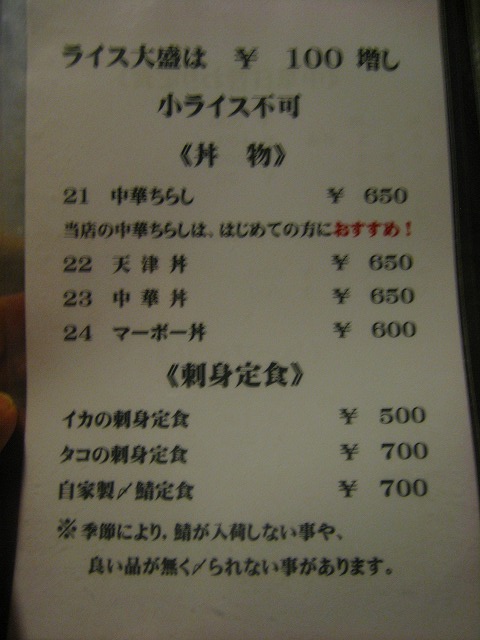 ライス大盛は ￥ 100 増し
小ライス不可
《丼 物》
21 中華ちらし ￥ 650
当店の中華ちらしは、はじめての方におすすめ！
22 天 津 丼 ￥ 650
23 中 華 丼 ￥ 650
24 マーボー丼 ￥ 600
《刺身定食》
イカの刺身定食 ￥ 500
タコの刺身定食 ￥ 700
自家製〆鯖定食 ￥ 700
※季節により､鯖が入荷しない事や、
良い品が無く〆られない事があります。